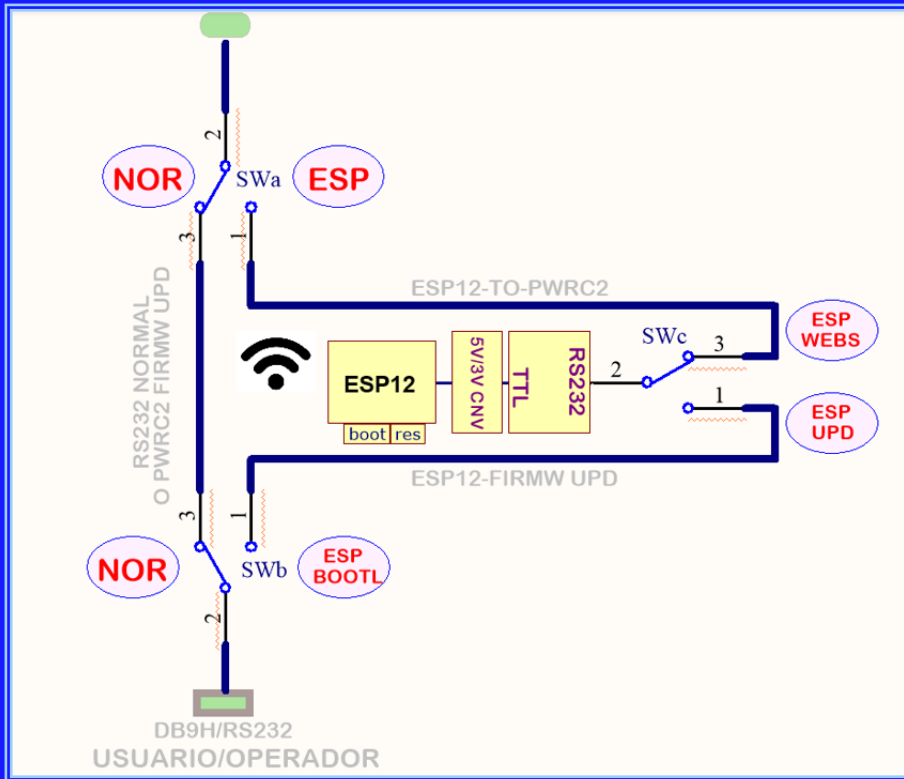 2
NOR
SWa
ESP
3
1
RS232 NORMAL
O PWRC2 FIRMW UPD
ESP12-TO-PWRC2
ESP
WEBS
SWc
3
2
1
ESP12
boot
res
5V/3V CNV
TTL
RS232
ESP
UPD
ESP12-FIRMW UPD
3
1
NOR
SWb
ESP
BOOTL
2
DB9H/RS232
USUARIO/OPERADOR